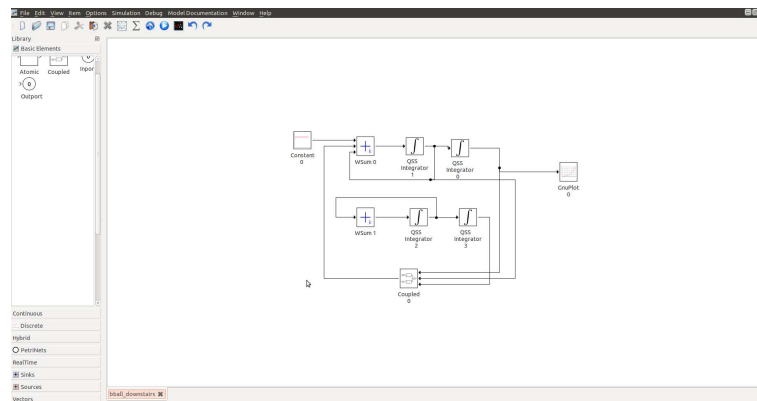 File Edit View Item Options Simulation Debug Model Documentation Window Help
Library
Basic Elements
Atomic Coupled Inpor
0
Outport
Continuous
Discrete
Hybrid
PetriNets
RealTime
Sinks
Sources
Vectors
Constant
0
WSum 0
QSS
Integrator
1
QSS
Integrator
0
GnuPlot
0
WSum 1
QSS
Integrator
2
QSS
Integrator
3
Coupled
0
bball_downstairs